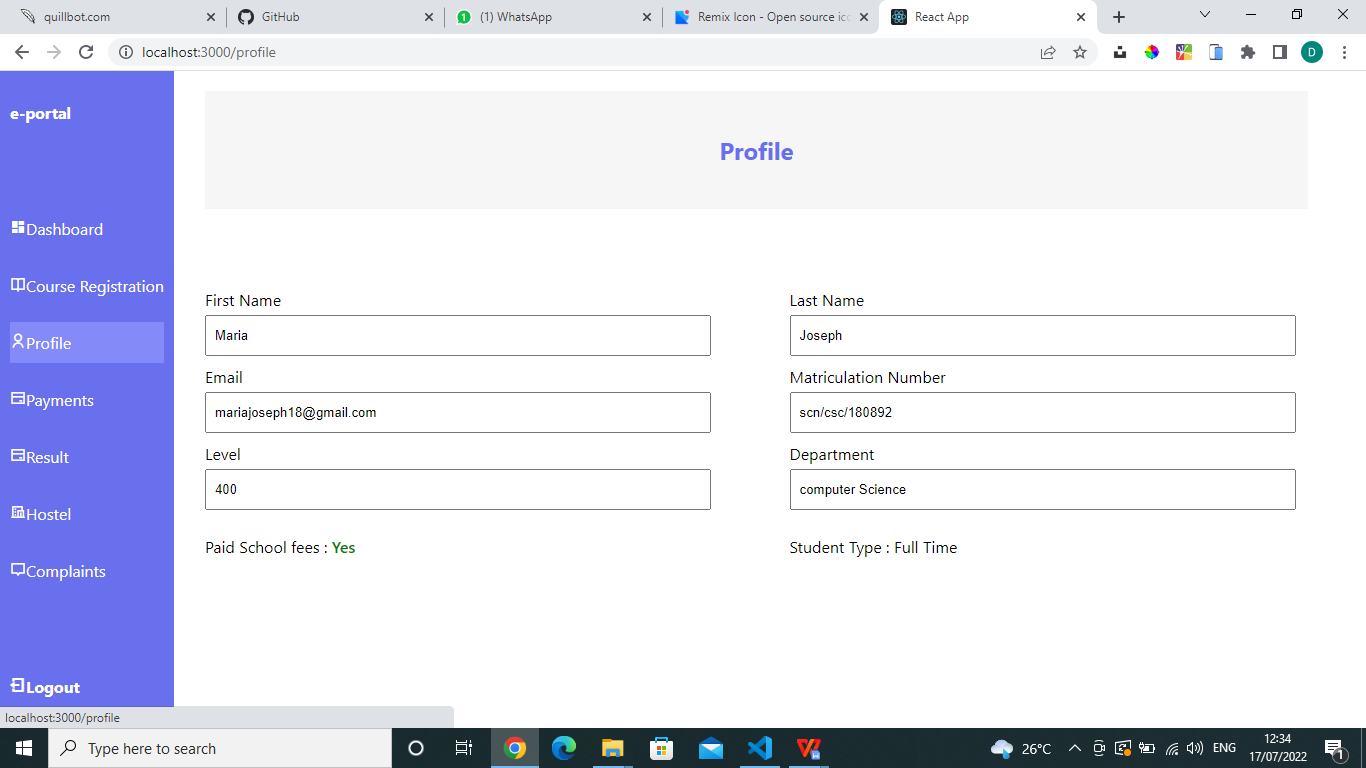 quillbot.com
GitHub
(1) WhatsApp
Remix Icon - Open source ico
React App
localhost:3000/profile
D
e-portal
Profile
Dashboard
Course Registration
Profile
Payments
Result
Hostel
Complaints
Logout
First Name
Last Name
Maria
Joseph
Email
Matriculation Number
mariajoseph18@gmail.com
scn/csc/180892
Level
Department
400
computer Science
Paid School fees : Yes
Student Type : Full Time
localhost:3000/profile
Type here to search
26°C
ENG
12:34
17/07/2022
1